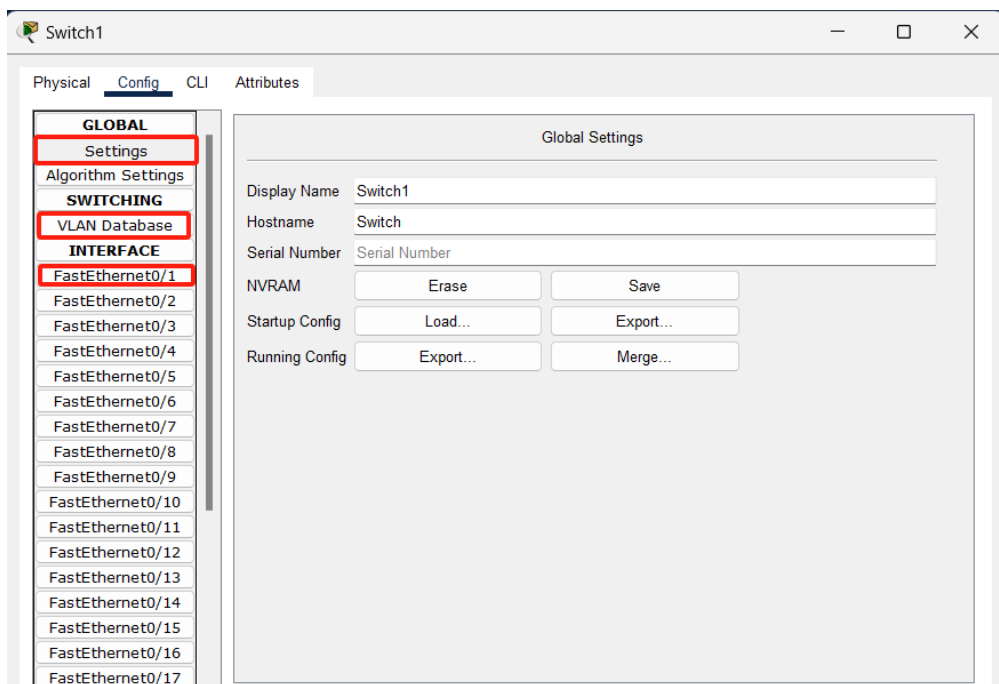 Switch1
Physical Config CLI Attributes
GLOBAL
Settings
Algorithm Settings
SWITCHING
VLAN Database
INTERFACE
FastEthernet0/1
FastEthernet0/2
FastEthernet0/3
FastEthernet0/4
FastEthernet0/5
FastEthernet0/6
FastEthernet0/7
FastEthernet0/8
FastEthernet0/9
FastEthernet0/10
FastEthernet0/11
FastEthernet0/12
FastEthernet0/13
FastEthernet0/14
FastEthernet0/15
FastEthernet0/16
FastEthernet0/17
Global Settings
Display Name Switch1
Hostname Switch
Serial Number Serial Number
NVRAM Erase Save
Startup Config Load... Export...
Running Config Export... Merge...